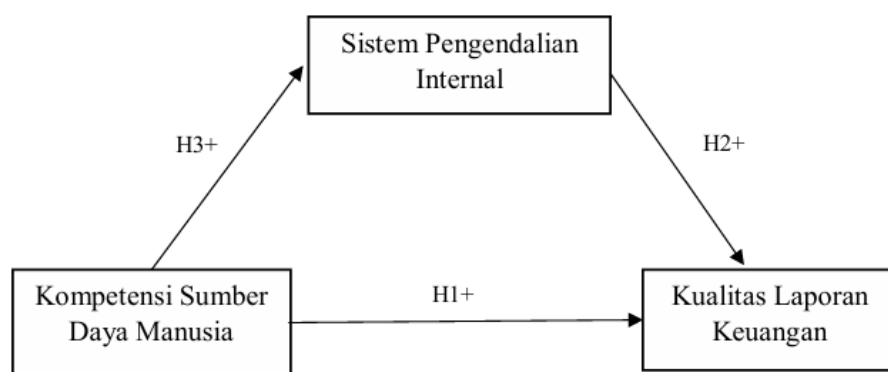 Sistem Pengendalian
Internal
H3+
H2+
Kompetensi Sumber
Daya Manusia
H1+
Kualitas Laporan
Keuangan